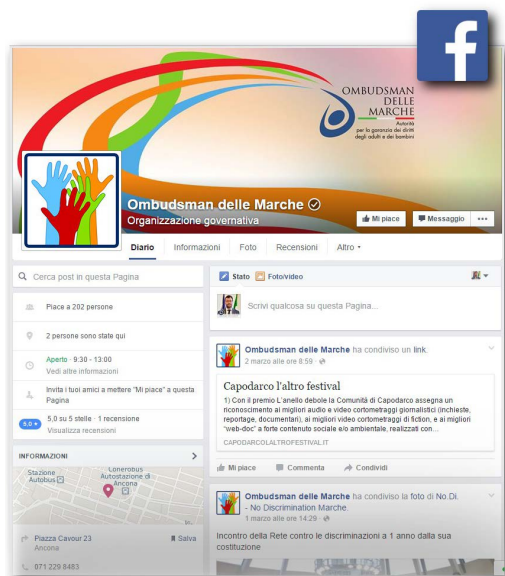 OMBUDSMAN
DELLE
MARCHE
Autorità
per la garanzia dei diritti
degli adulti e dei bambini
Ombudsman delle Marche
Organizzazione governativa
Mi piace
Messaggio
Diario
Informazioni
Foto
Recensioni
Altro
Cerca post in questa Pagina
Piace a 202 persone
2 persone sono state qui
Aperto · 9:30 - 13:00
Vedi altre informazioni
Invita i tuoi amici a mettere "Mi piace" a questa
Pagina
5,0
5,0 su 5 stelle · 1 recensione
Visualizza recensioni
INFORMAZIONI
Stazione
Autobus
Conerobus
Autostazione di
Ancona
Piazza Cavour 23
Ancona
Salva
071 229 8483
Stato
Foto/video
Scrivi qualcosa su questa Pagina...
Ombudsman delle Marche ha condiviso un link.
2 marzo alle ore 8:59 ·
Capodarco l'altro festival
1) Con il premio L'anello debole la Comunità di Capodarco assegna un
riconoscimento ai migliori audio e video cortometraggi giornalistici (inchieste,
reportage, documentari), ai migliori video cortometraggi di fiction, e ai migliori
"web-doc" a forte contenuto sociale e/o ambientale, realizzati con…
CAPODARCOLALTROFESTIVAL.IT
Mi piace
Commenta
Condividi
Ombudsman delle Marche ha condiviso la foto di No.Di.
- No Discrimination Marche.
1 marzo alle ore 14:29 ·
Incontro della Rete contro le discriminazioni a 1 anno dalla sua
costituzione